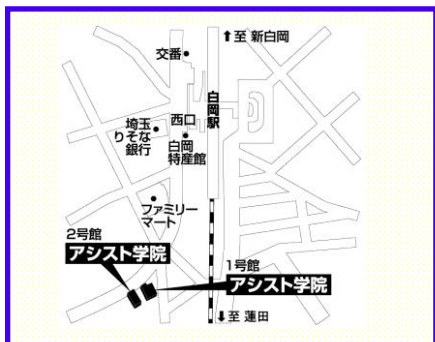 ↑至 新白岡
交番
白岡駅
西口
埼玉
りそな
銀行
白岡
特産館
ファミリー
マート
2号館
アシスト学院
1号館
アシスト学院
↓至 蓮田